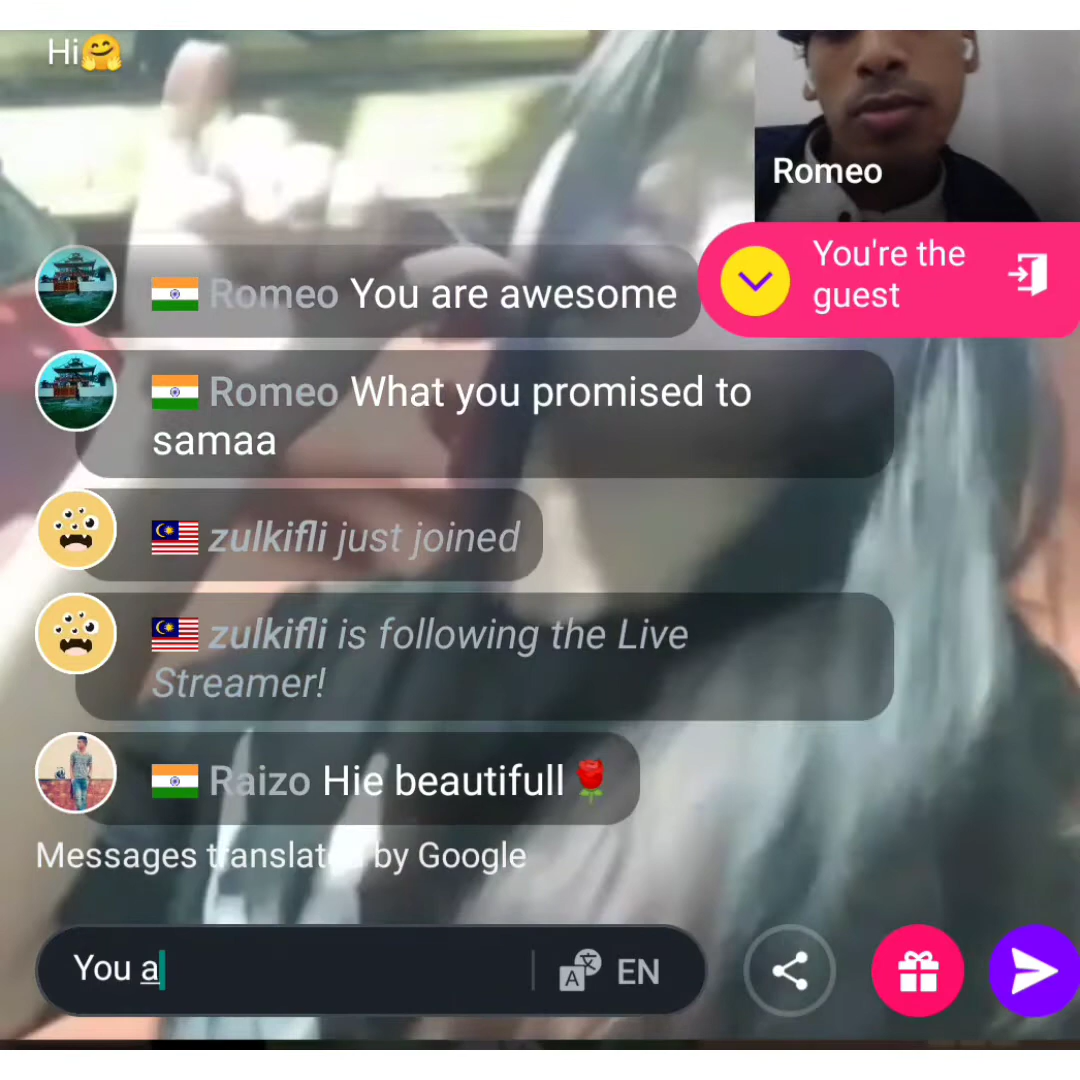 Hi🤗
Romeo
You're the
guest
Romeo You are awesome
Romeo What you promised to
samaa
zulkifli just joined
zulkifli is following the Live
Streamer!
Raizo Hie beautifull🌹
Messages translated by Google
You a
EN